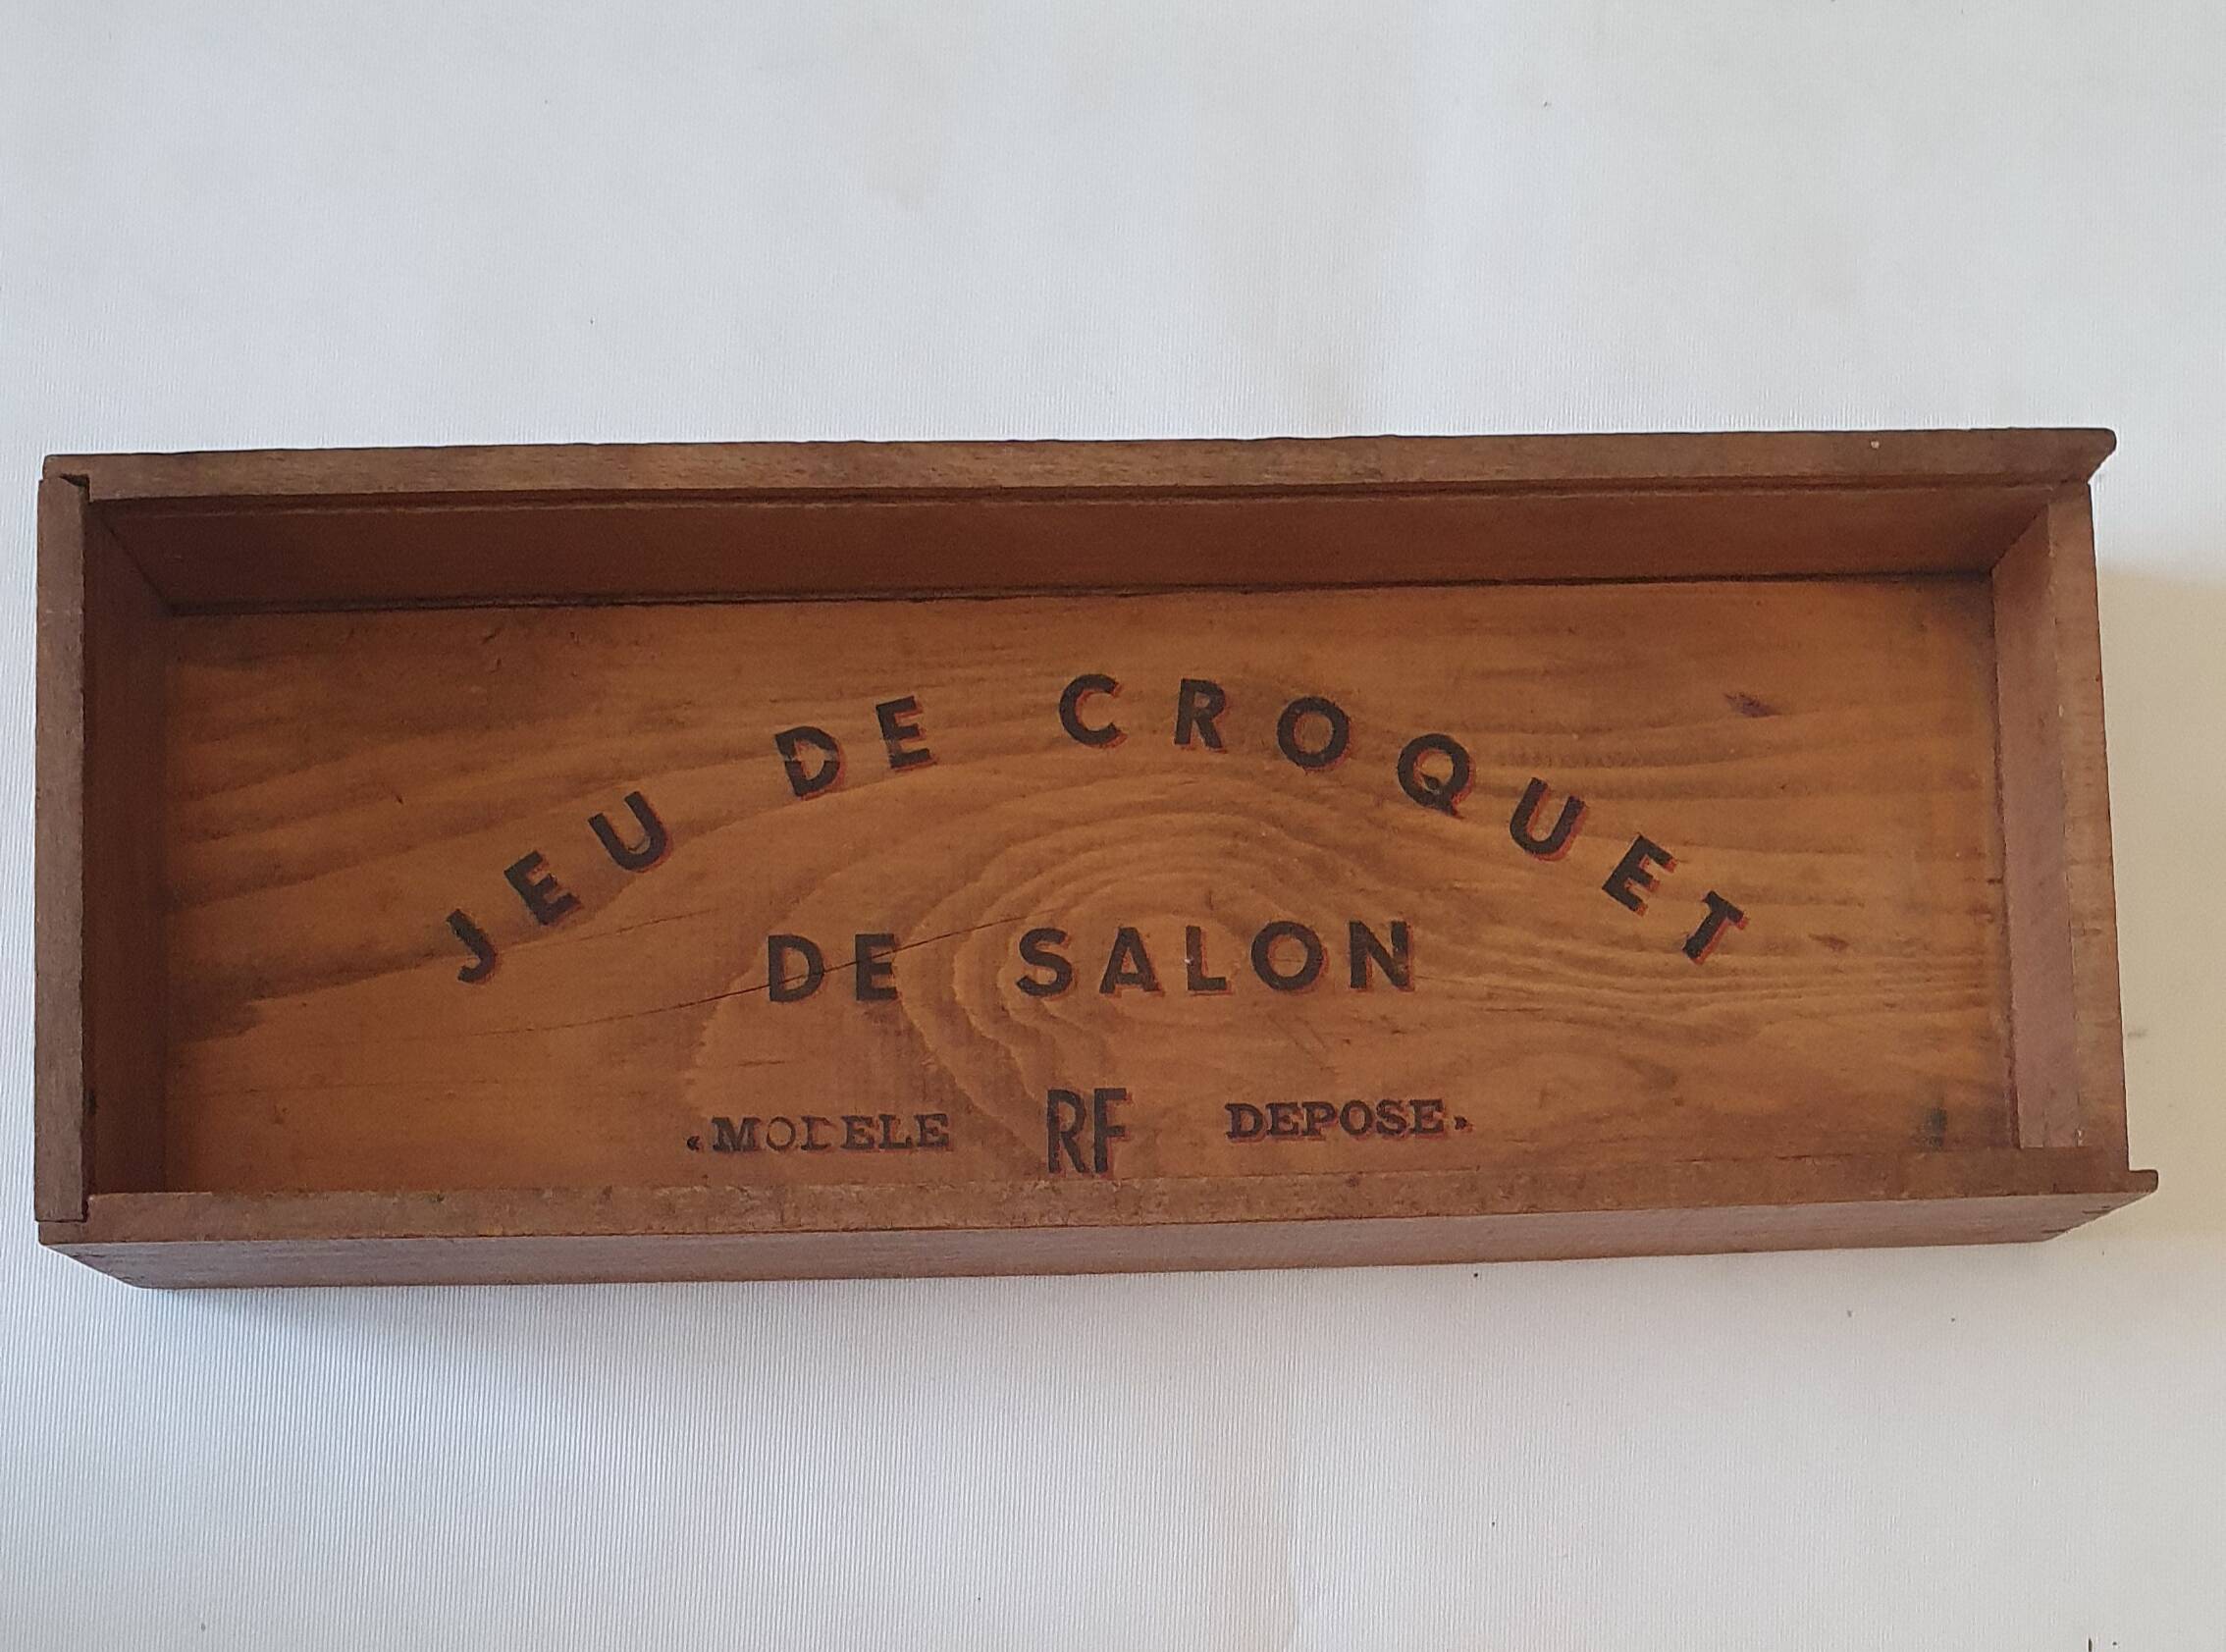 JEU DE CROQUET
DE SALON
«MODELE RF DEPOSE»